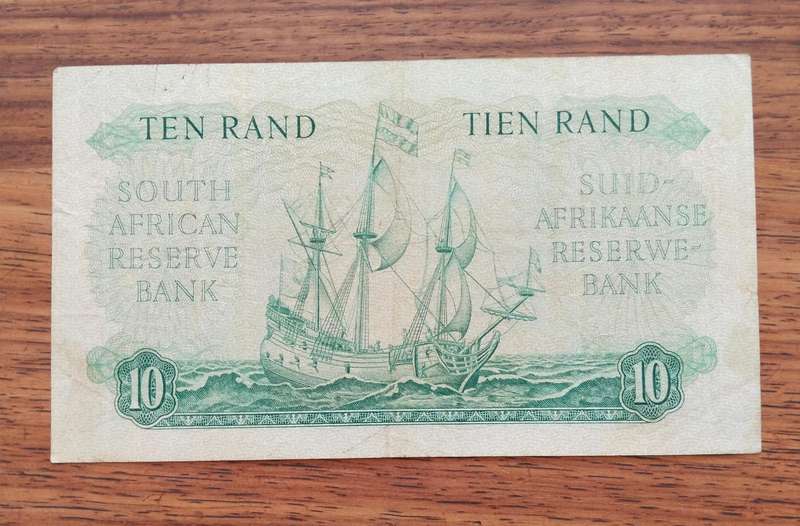 TEN RAND
TIEN RAND
SOUTH
AFRICAN
RESERVE
BANK
SUID-
AFRIKAANSE
RESERWE-
BANK
10
10